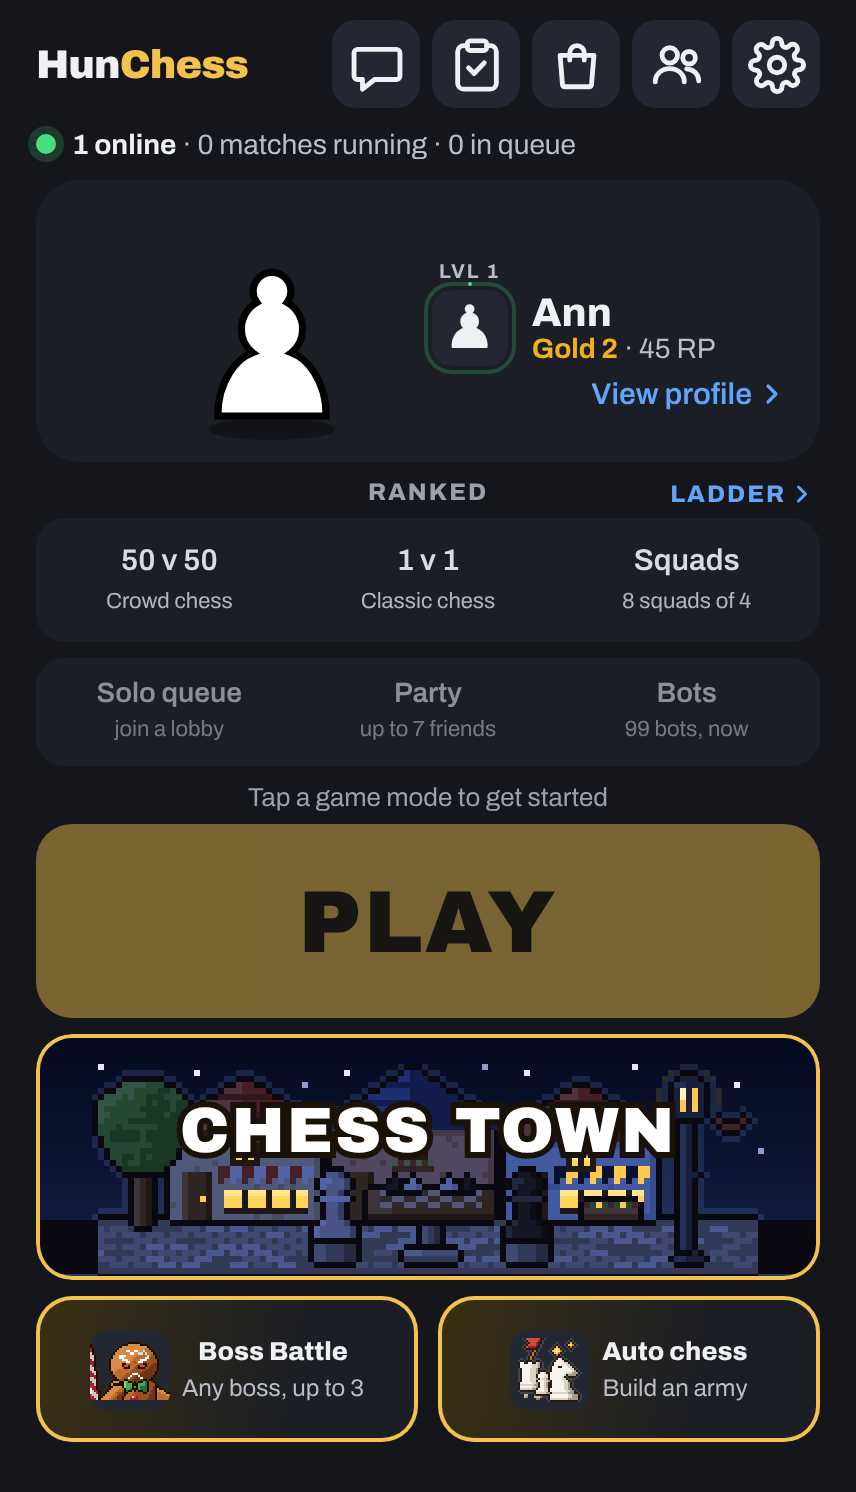 HunChess
1 online · 0 matches running · 0 in queue
LVL 1
Ann
Gold 2 · 45 RP
View profile
RANKED
LADDER
50 v 50
Crowd chess
1 v 1
Classic chess
Squads
8 squads of 4
Solo queue
join a lobby
Party
up to 7 friends
Bots
99 bots, now
Tap a game mode to get started
PLAY
CHESS TOWN
Boss Battle
Any boss, up to 3
Auto chess
Build an army